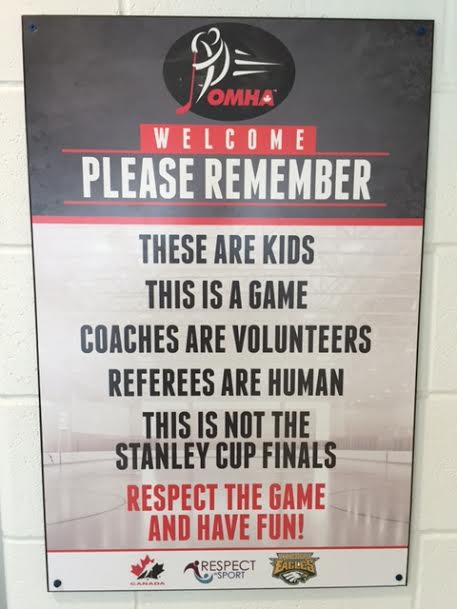 OMHA
WELCOME
PLEASE REMEMBER
THESE ARE KIDS
THIS IS A GAME
COACHES ARE VOLUNTEERS
REFEREES ARE HUMAN
THIS IS NOT THE
STANLEY CUP FINALS
RESPECT THE GAME
AND HAVE FUN!
CANADA
RESPECT
IN SPORT
EAGLES